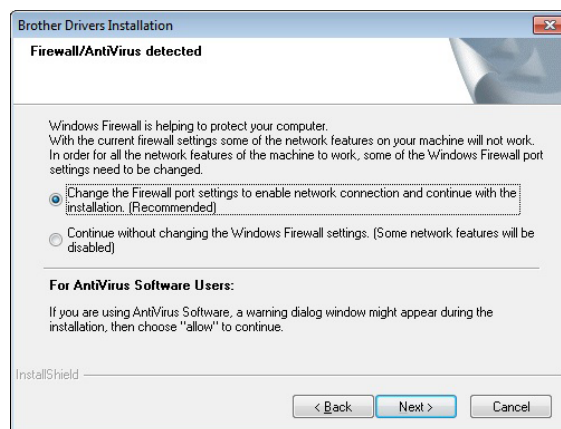 Brother Drivers Installation
Firewall/AntiVirus detected
Windows Firewall is helping to protect your computer.
With the current firewall settings some of the network features on your machine will not work.
In order for all the network features of the machine to work, some of the Windows Firewall port
settings need to be changed.
Change the Firewall port settings to enable network connection and continue with the
installation. (Recommended)
Continue without changing the Windows Firewall settings. (Some network features will be
disabled)
For AntiVirus Software Users:
If you are using AntiVirus Software, a warning dialog window might appear during the
installation, then choose "allow" to continue.
InstallShield
< Back
Next >
Cancel